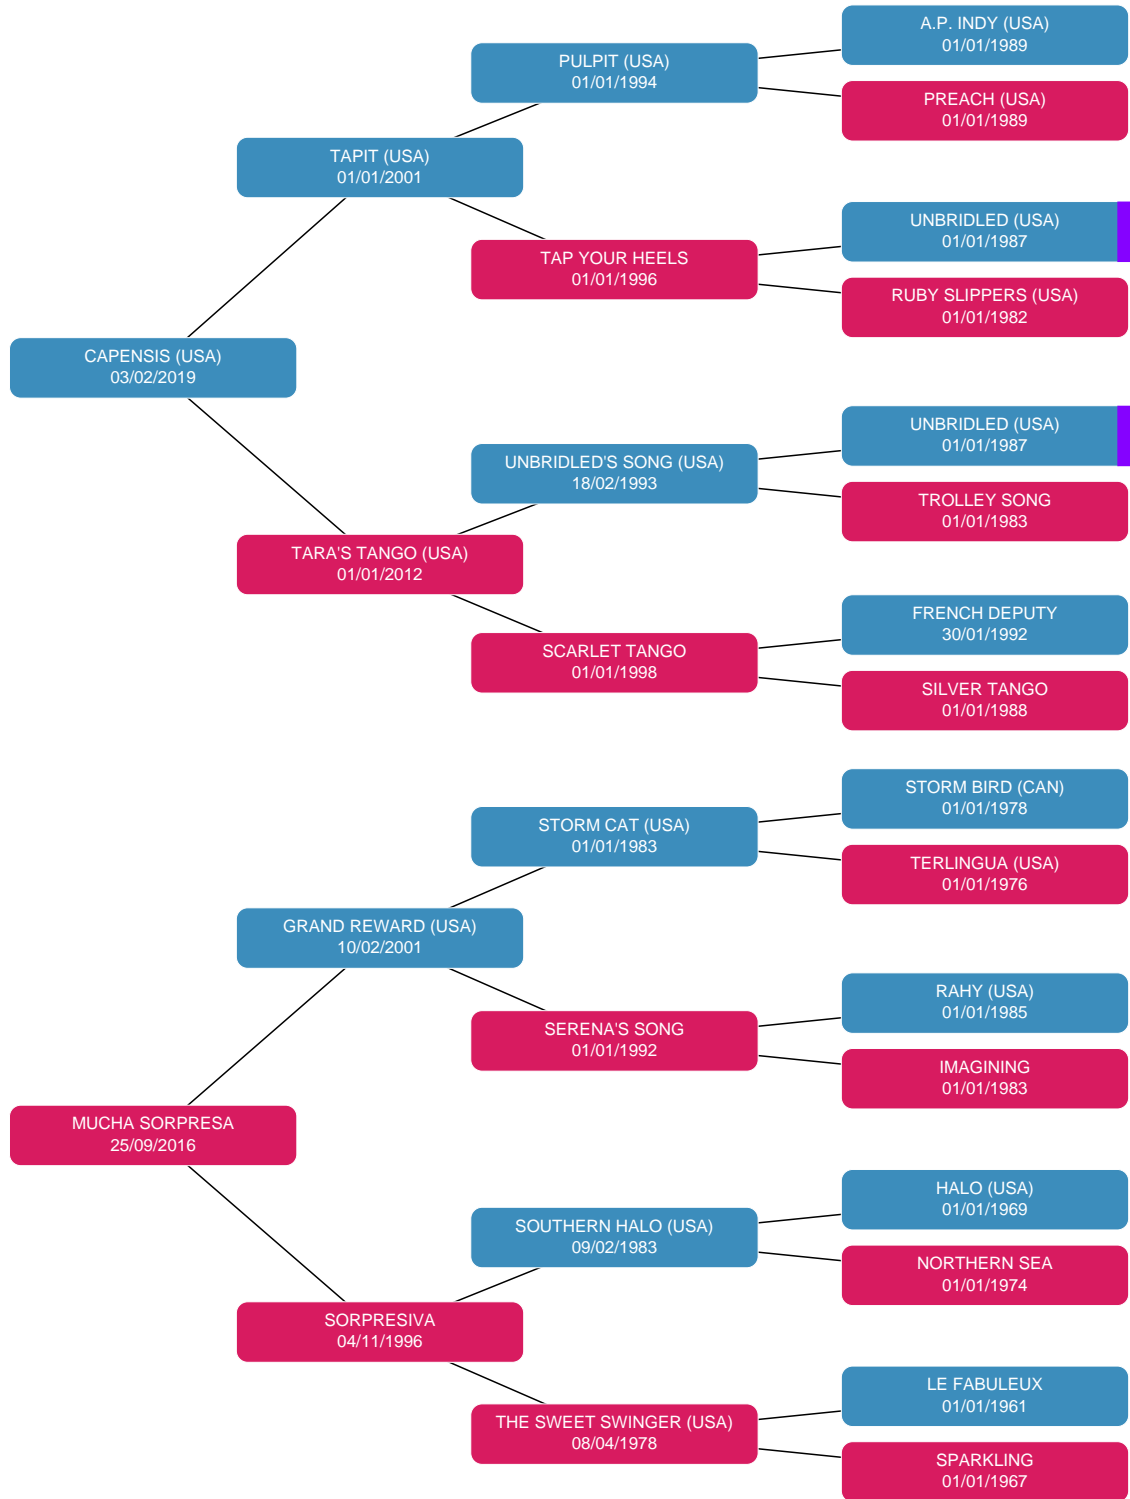 A.P. INDY (USA)
01/01/1989
PULPIT (USA)
01/01/1994
PREACH (USA)
01/01/1989
TAPIT (USA)
01/01/2001
UNBRIDLED (USA)
01/01/1987
TAP YOUR HEELS
01/01/1996
RUBY SLIPPERS (USA)
01/01/1982
CAPENSIS (USA)
03/02/2019
UNBRIDLED (USA)
01/01/1987
UNBRIDLED'S SONG (USA)
18/02/1993
TROLLEY SONG
01/01/1983
TARA'S TANGO (USA)
01/01/2012
FRENCH DEPUTY
30/01/1992
SCARLET TANGO
01/01/1998
SILVER TANGO
01/01/1988
STORM BIRD (CAN)
01/01/1978
STORM CAT (USA)
01/01/1983
TERLINGUA (USA)
01/01/1976
GRAND REWARD (USA)
10/02/2001
RAHY (USA)
01/01/1985
SERENA'S SONG
01/01/1992
IMAGINING
01/01/1983
MUCHA SORPRESA
25/09/2016
HALO (USA)
01/01/1969
SOUTHERN HALO (USA)
09/02/1983
NORTHERN SEA
01/01/1974
SORPRESIVA
04/11/1996
LE FABULEUX
01/01/1961
THE SWEET SWINGER (USA)
08/04/1978
SPARKLING
01/01/1967